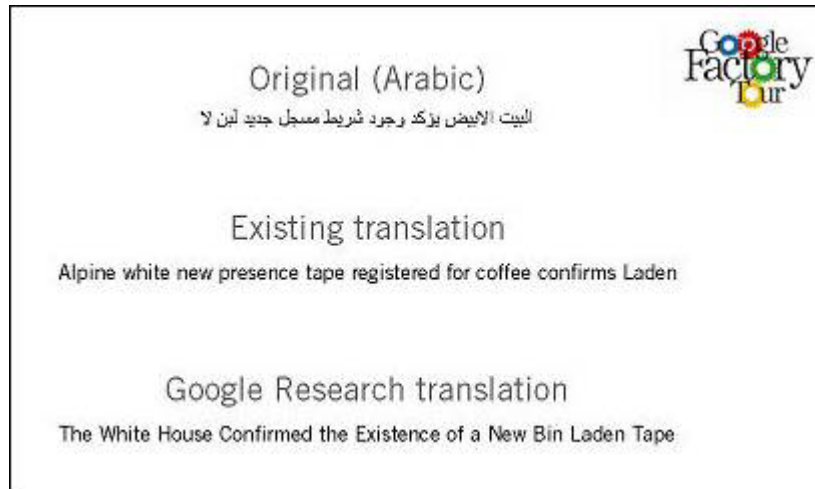 Google
Factory
Tour
Original (Arabic)
البيت الابيض يؤكد وجود شريط مسجل جديد لبن لا
Existing translation
Alpine white new presence tape registered for coffee confirms Laden
Google Research translation
The White House Confirmed the Existence of a New Bin Laden Tape